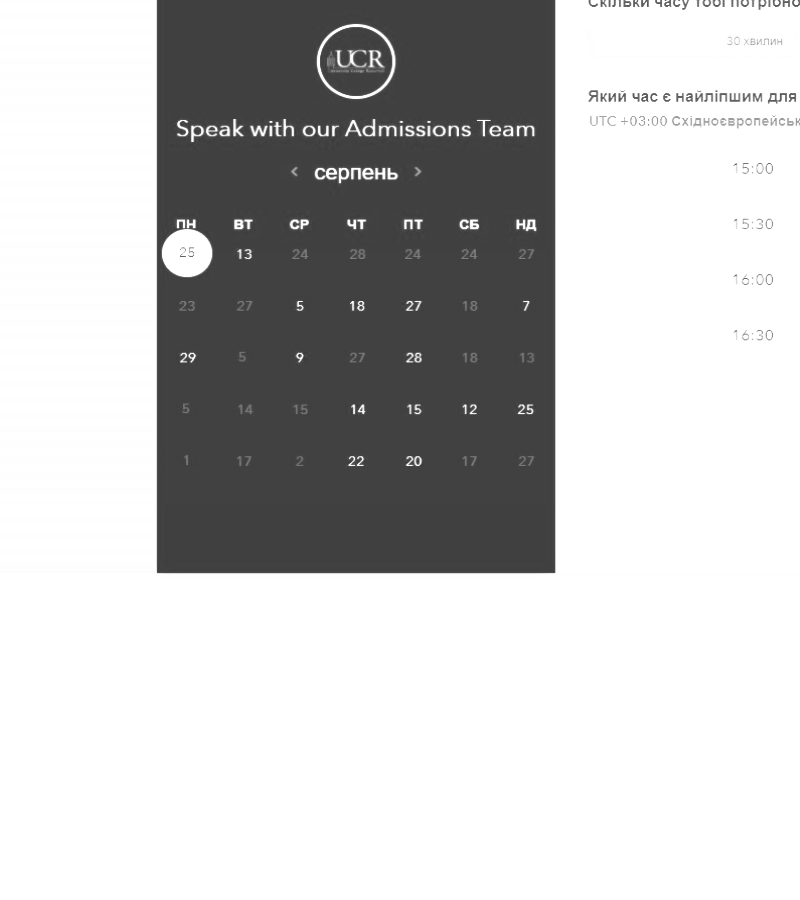 Скільки часу тобі потрібно
30 хвилин
Який час є найліпшим для
UTC +03:00 Східноєвропейськ
15:00
15:30
16:00
16:30
UCR
Speak with our Admissions Team
‹ серпень ›
ПН ВТ СР ЧТ ПТ СБ НД
25 13 24 28 24 24 27
23 27 5 18 27 18 7
29 5 9 27 28 18 13
5 14 15 14 15 12 25
1 17 2 22 20 17 27